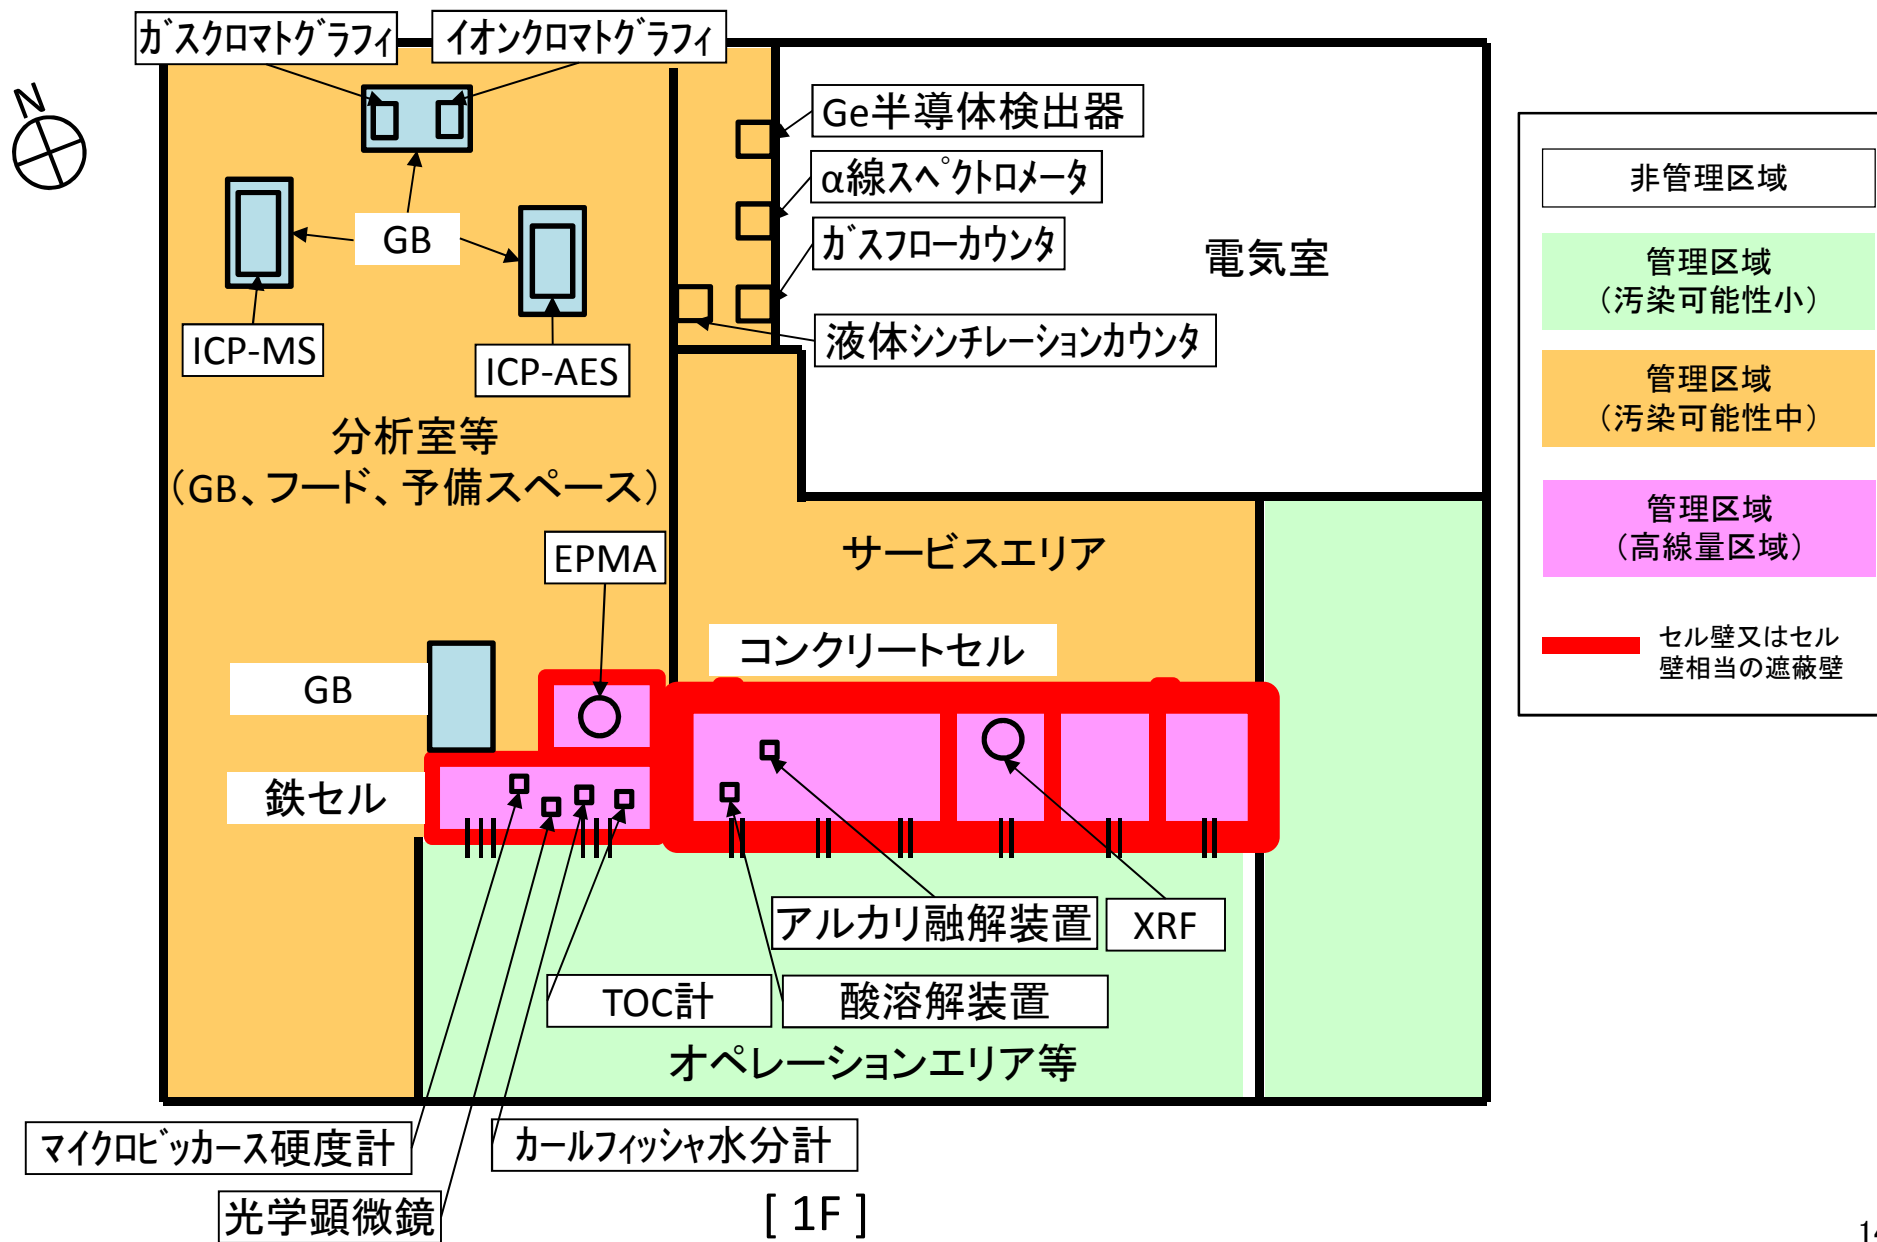 ガスクロマトグラフィ
イオンクロマトグラフィ
N
Ge半導体検出器
α線スペクトロメータ
ガスフローカウンタ
液体シンチレーションカウンタ
GB
ICP-MS
ICP-AES
電気室
分析室等
（GB、フード、予備スペース）
EPMA
サービスエリア
コンクリートセル
GB
鉄セル
アルカリ融解装置
XRF
TOC計
酸溶解装置
オペレーションエリア等
マイクロビッカース硬度計
カールフィッシャ水分計
光学顕微鏡
[ 1F ]
非管理区域
管理区域
（汚染可能性小）
管理区域
（汚染可能性中）
管理区域
（高線量区域）
セル壁又はセル
壁相当の遮蔽壁